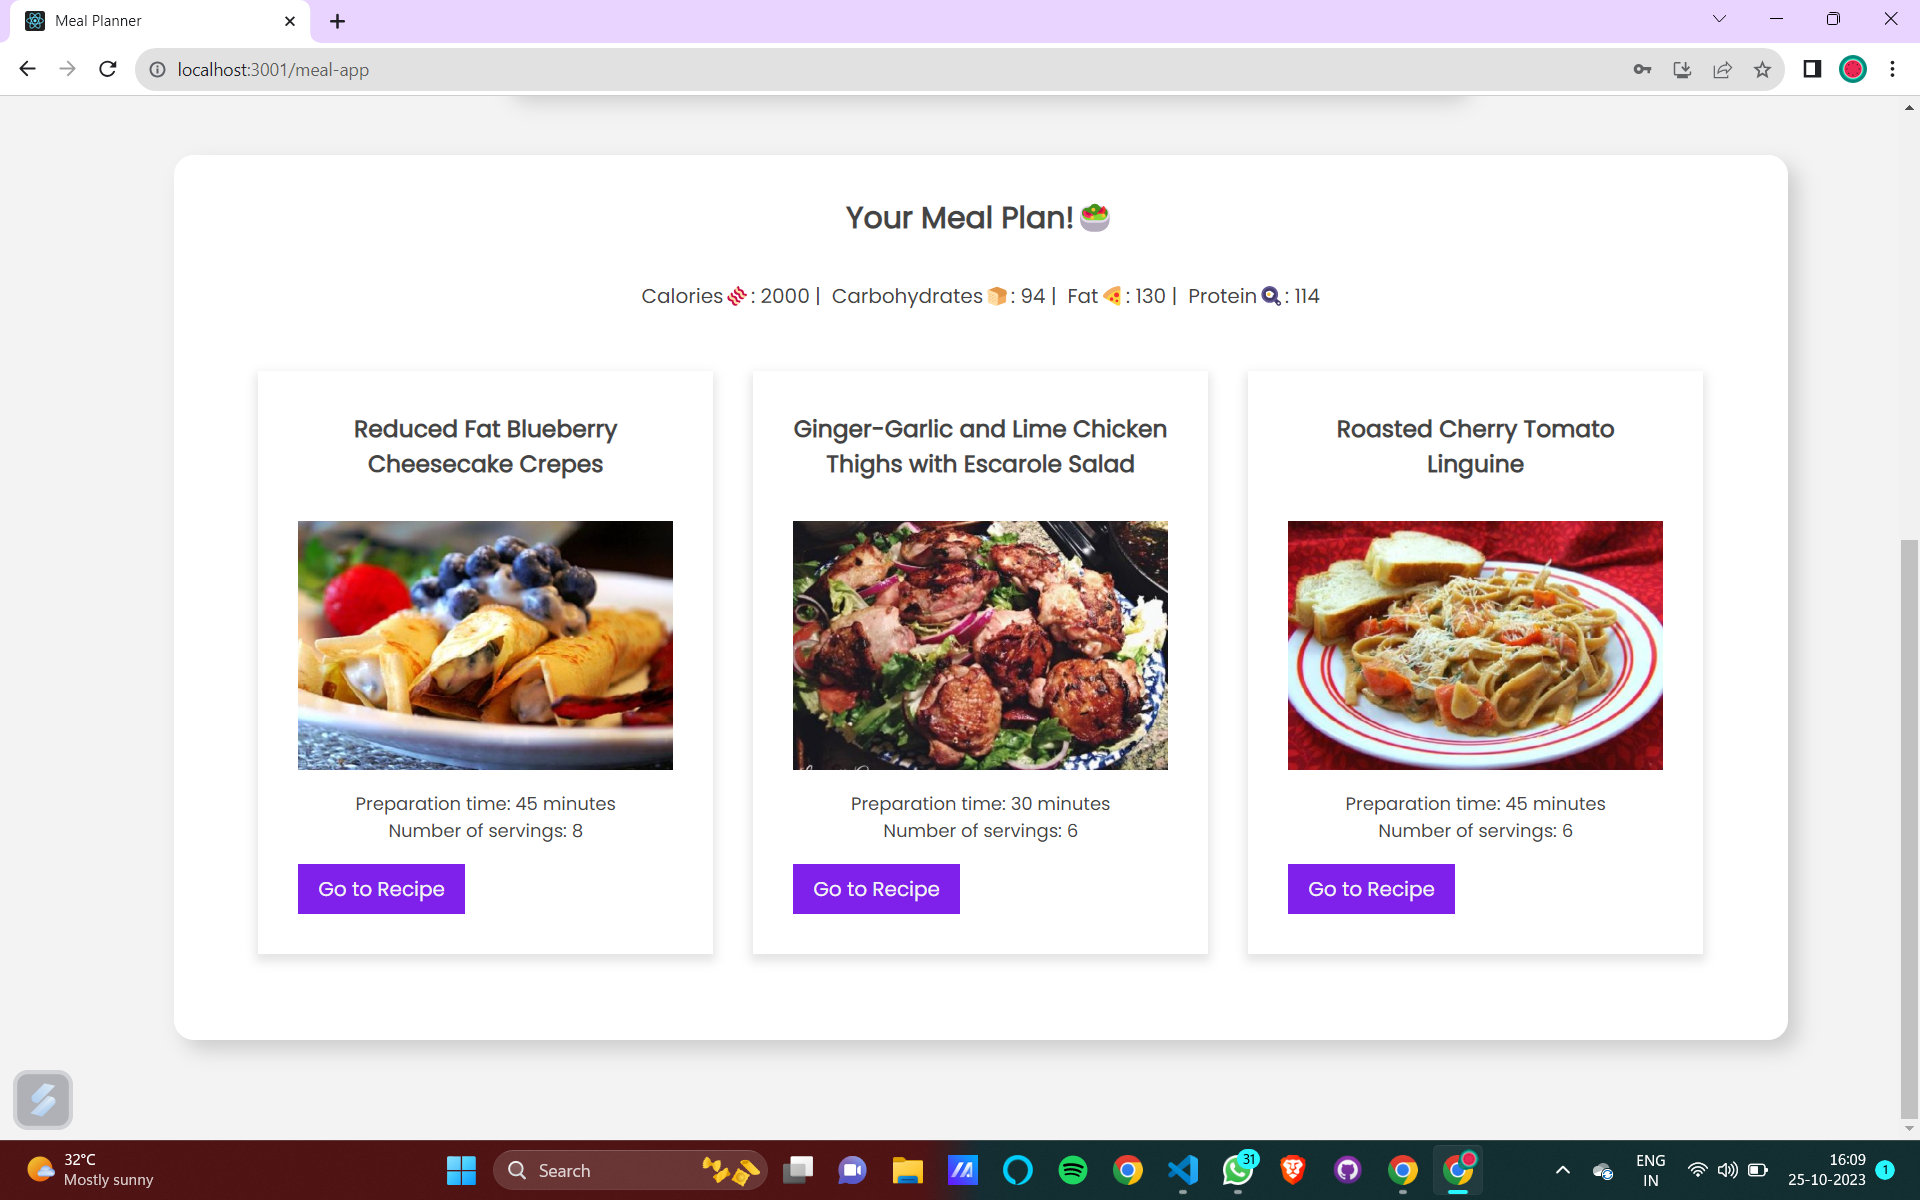 Meal Planner
localhost:3001/meal-app
Your Meal Plan!
Calories : 2000 | Carbohydrates : 94 | Fat : 130 | Protein : 114
Reduced Fat Blueberry
Cheesecake Crepes
Preparation time: 45 minutes
Number of servings: 8
Go to Recipe
Ginger-Garlic and Lime Chicken
Thighs with Escarole Salad
Preparation time: 30 minutes
Number of servings: 6
Go to Recipe
Roasted Cherry Tomato
Linguine
Preparation time: 45 minutes
Number of servings: 6
Go to Recipe
32°C
Mostly sunny
Search
31
ENG
IN
16:09
25-10-2023
1